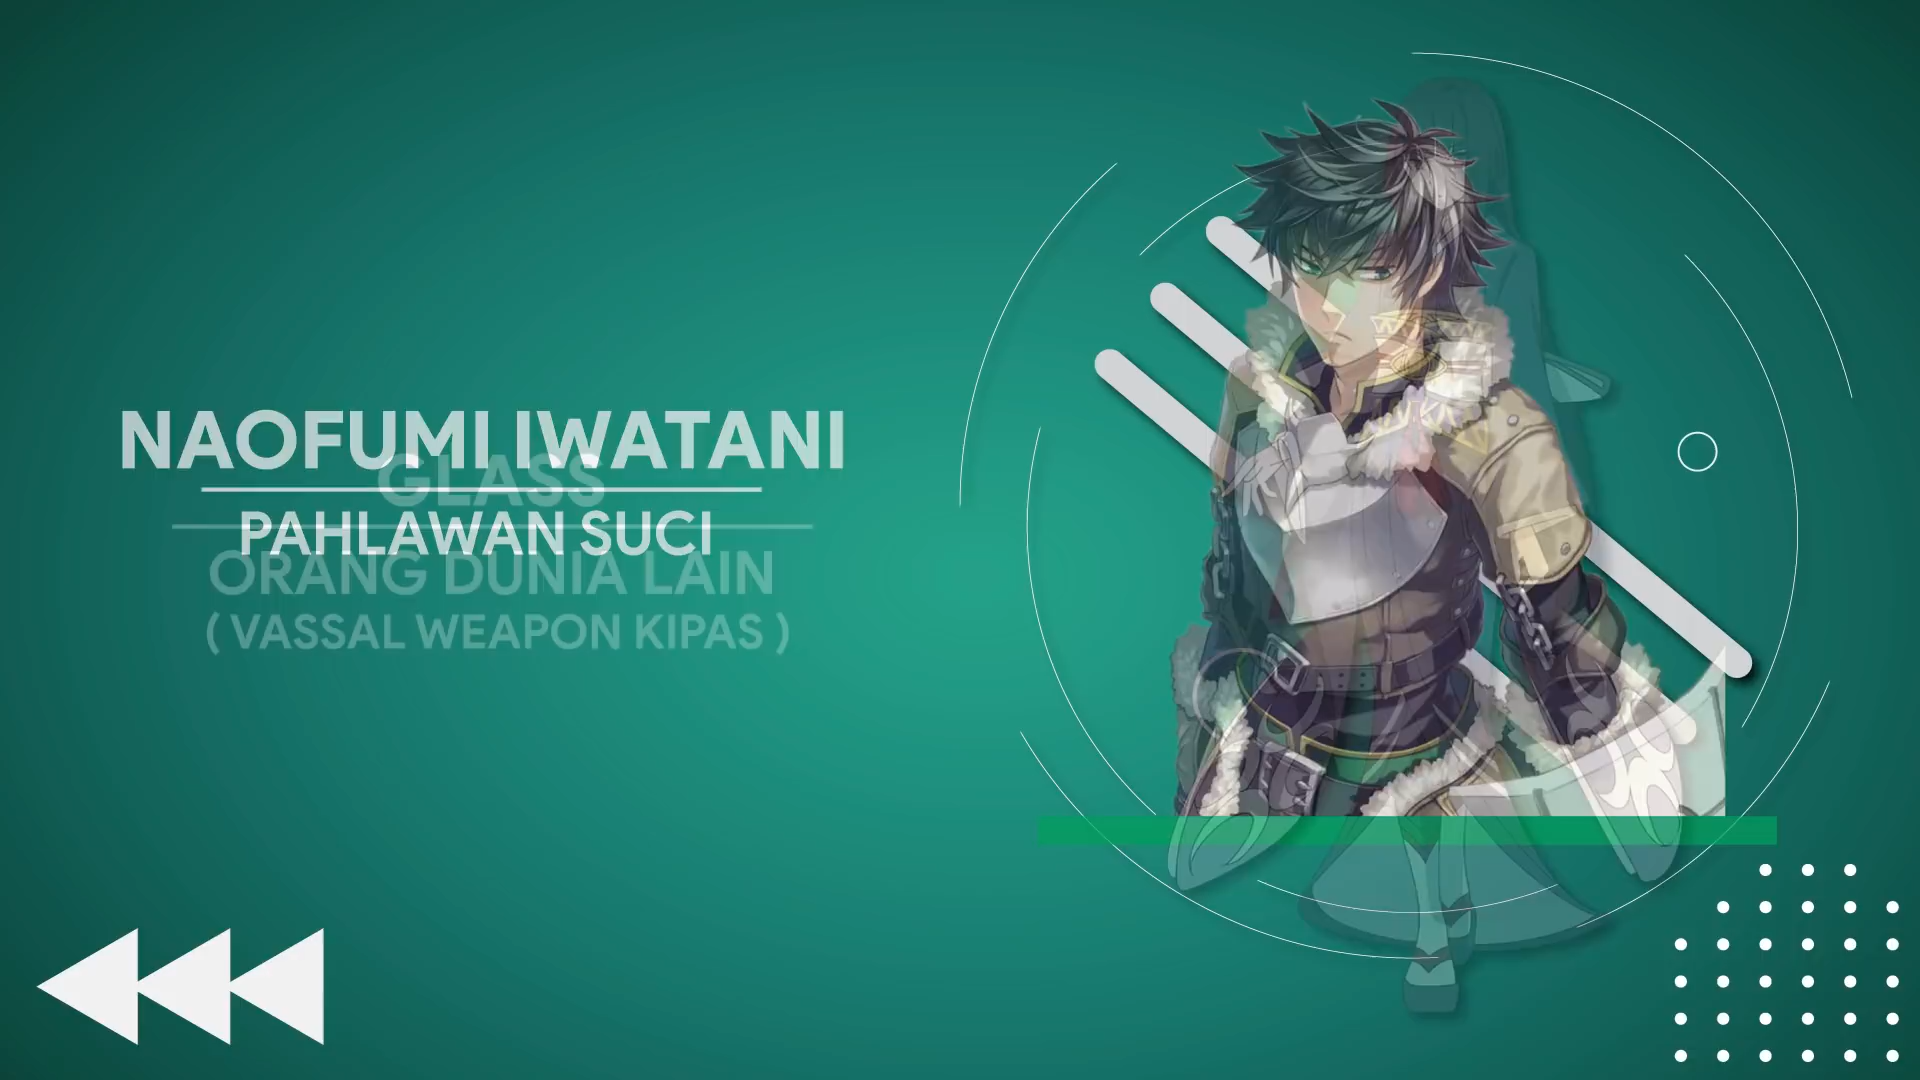 NAOFUMI IWATANI
GLASS
PAHLAWAN SUCI
ORANG DUNIA LAIN
( VASSAL WEAPON KIPAS )